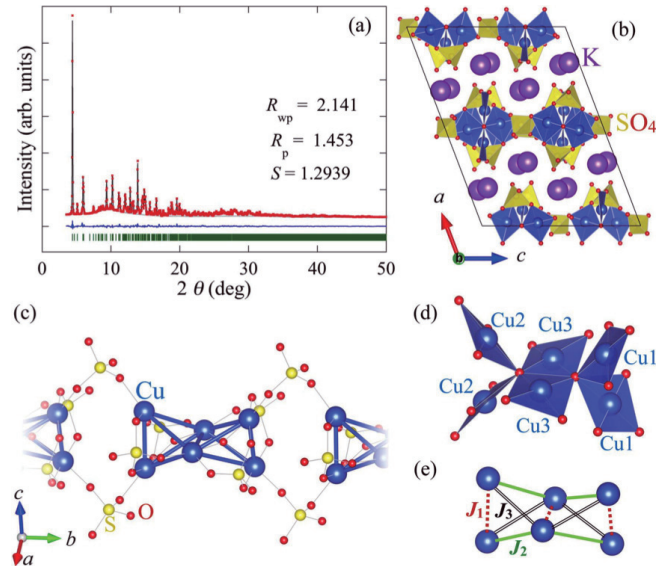 (a)
Intensity (arb. units)
R_wp = 2.141
R_p = 1.453
S = 1.2939
0 10 20 30 40 50
2 θ (deg)
(b)
K
SO₄
a
b
c
(c)
Cu
S
O
c
b
a
(d)
Cu2
Cu3
Cu1
Cu2
Cu3
Cu1
(e)
J₁
J₃
J₂